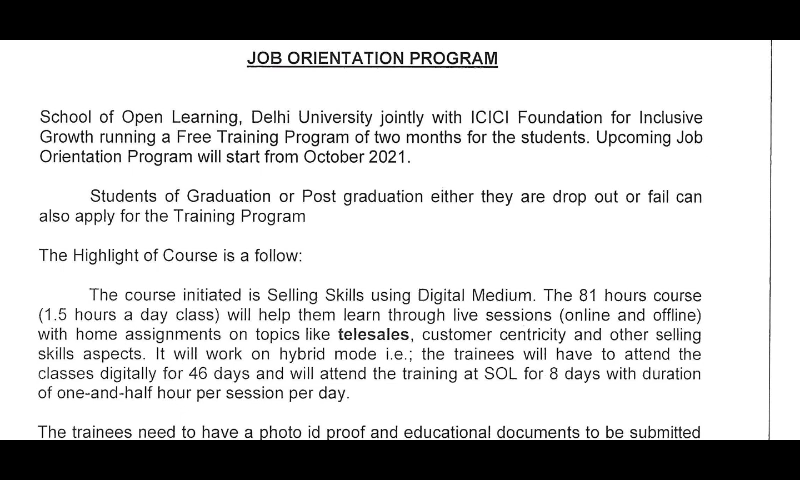 JOB ORIENTATION PROGRAM
School of Open Learning, Delhi University jointly with ICICI Foundation for Inclusive
Growth running a Free Training Program of two months for the students. Upcoming Job
Orientation Program will start from October 2021.
Students of Graduation or Post graduation either they are drop out or fail can
also apply for the Training Program
The Highlight of Course is a follow:
The course initiated is Selling Skills using Digital Medium. The 81 hours course
(1.5 hours a day class) will help them learn through live sessions (online and offline)
with home assignments on topics like telesales, customer centricity and other selling
skills aspects. It will work on hybrid mode i.e.; the trainees will have to attend the
classes digitally for 46 days and will attend the training at SOL for 8 days with duration
of one-and-half hour per session per day.
The trainees need to have a photo id proof and educational documents to be submitted